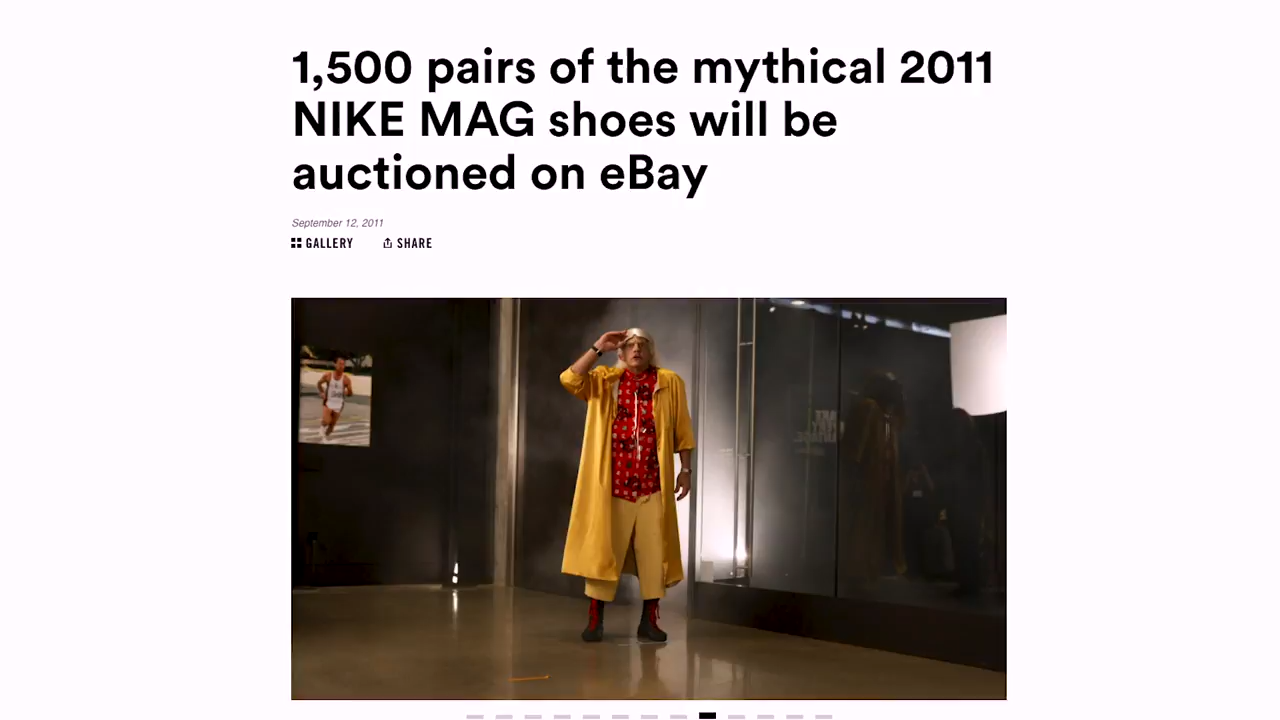 1,500 pairs of the mythical 2011
NIKE MAG shoes will be
auctioned on eBay
September 12, 2011
GALLERY SHARE